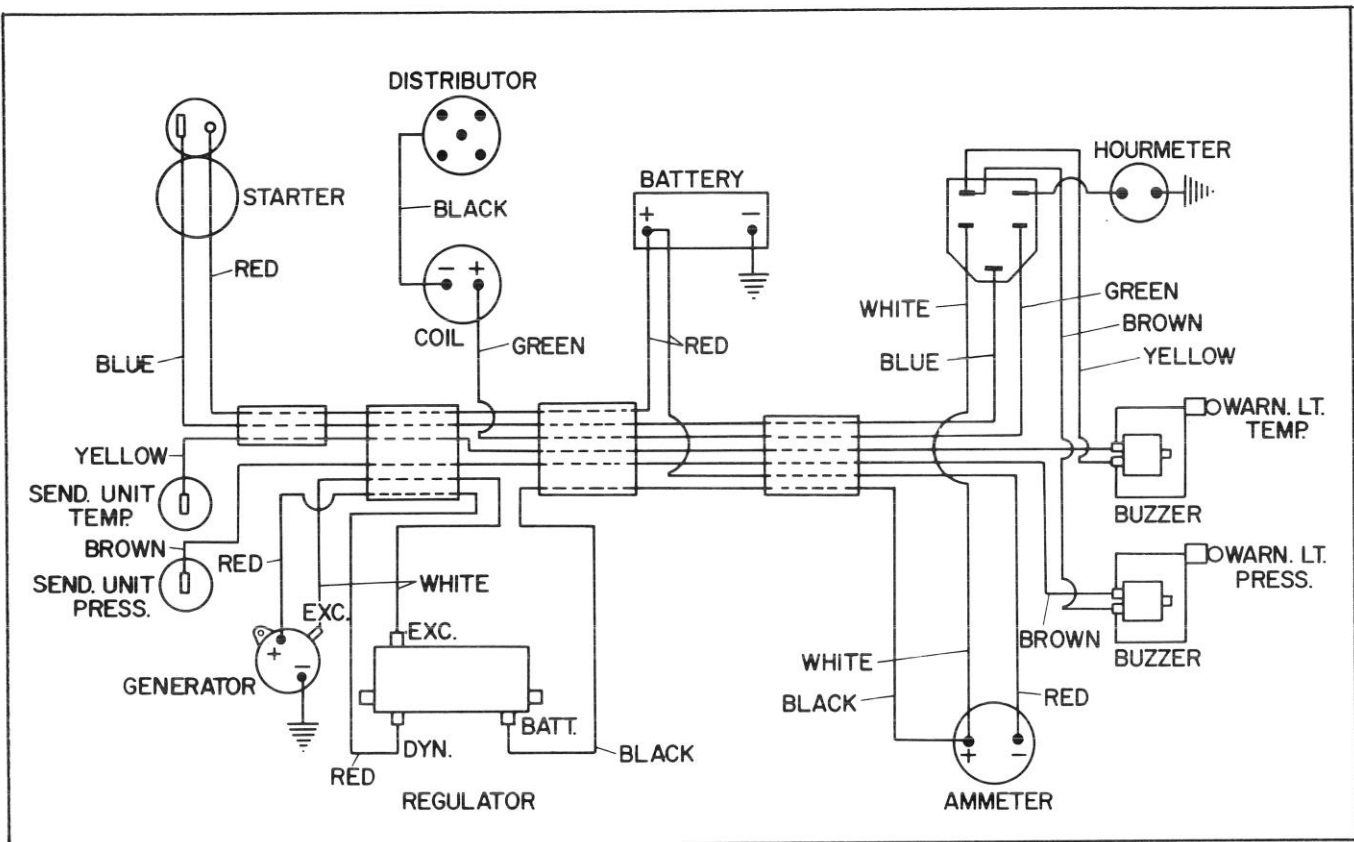 DISTRIBUTOR
HOURMETER
BATTERY
+ −
STARTER
BLACK
RED
− +
COIL
GREEN
RED
WHITE
GREEN
BROWN
BLUE
YELLOW
BLUE
WARN. LT.
TEMP.
YELLOW
SEND. UNIT
TEMP.
BUZZER
BROWN
RED
WHITE
SEND. UNIT
PRESS.
WARN. LT.
PRESS.
EXC.
EXC.
BROWN
BUZZER
+ −
GENERATOR
WHITE
BLACK
RED
DYN.
BATT.
BLACK
RED
+ −
REGULATOR
AMMETER